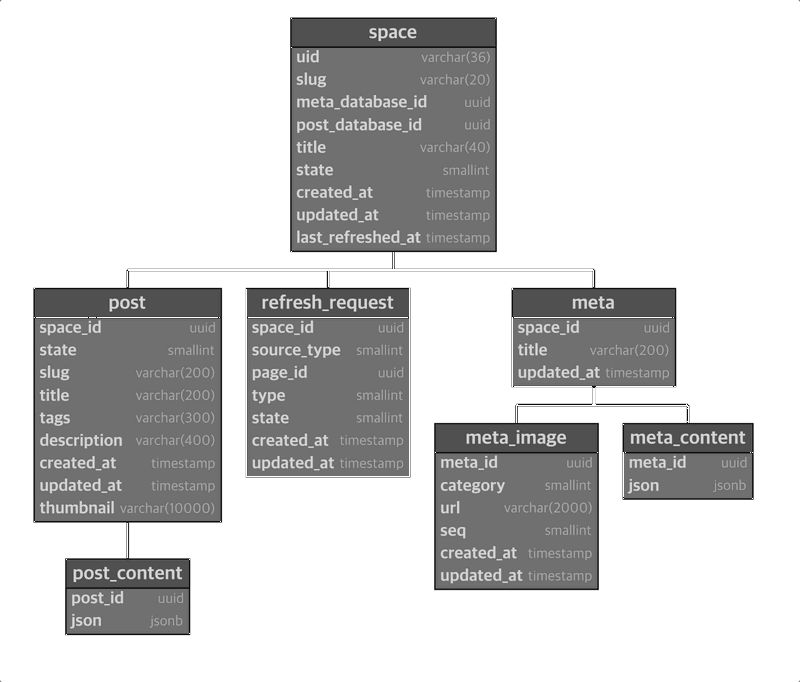 space
uid varchar(36)
slug varchar(20)
meta_database_id uuid
post_database_id uuid
title varchar(40)
state smallint
created_at timestamp
updated_at timestamp
last_refreshed_at timestamp
post
space_id uuid
state smallint
slug varchar(200)
title varchar(200)
tags varchar(300)
description varchar(400)
created_at timestamp
updated_at timestamp
thumbnail varchar(10000)
refresh_request
space_id uuid
source_type smallint
page_id uuid
type smallint
state smallint
created_at timestamp
updated_at timestamp
meta
space_id uuid
title varchar(200)
updated_at timestamp
meta_image
meta_id uuid
category smallint
url varchar(2000)
seq smallint
created_at timestamp
updated_at timestamp
meta_content
meta_id uuid
json jsonb
post_content
post_id uuid
json jsonb